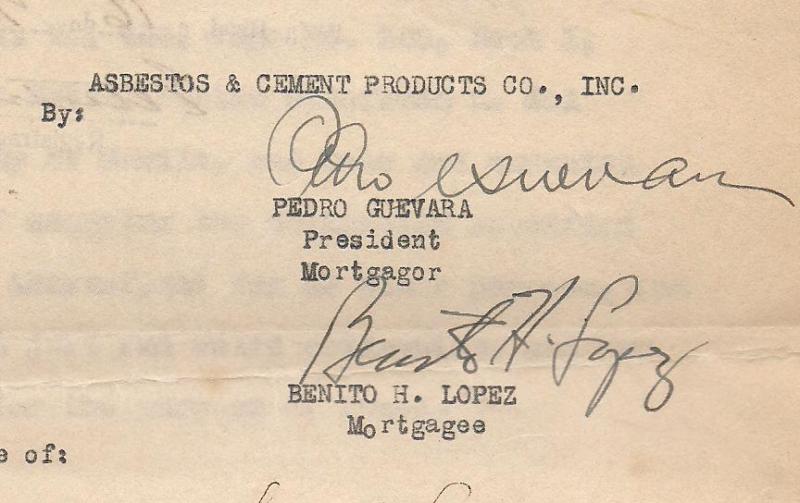 ASBESTOS & CEMENT PRODUCTS CO., INC.
By:
Pedro Guevara
PEDRO GUEVARA
President
Mortgagor
Benito H. Lopez
BENITO H. LOPEZ
Mortgagee
e of: